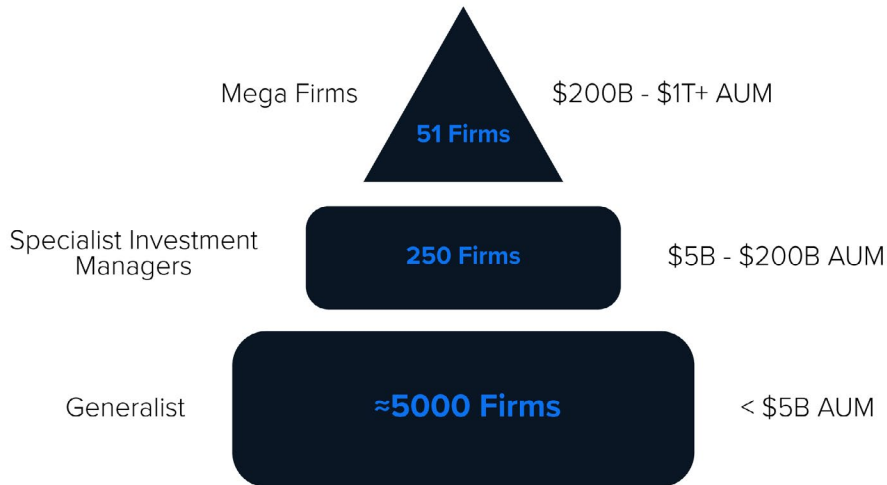 Mega Firms
51 Firms
$200B - $1T+ AUM
Specialist Investment
Managers
250 Firms
$5B - $200B AUM
Generalist
≈5000 Firms
< $5B AUM